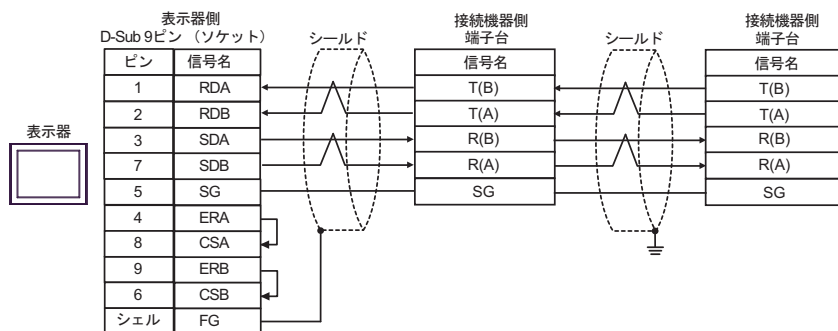 表示器側
D-Sub 9ピン （ソケット）
シールド
接続機器側
端子台
シールド
接続機器側
端子台
ピン 信号名
信号名
信号名
1 RDA
T(B)
T(B)
2 RDB
T(A)
T(A)
表示器
3 SDA
R(B)
R(B)
7 SDB
R(A)
R(A)
5 SG
SG
SG
4 ERA
8 CSA
9 ERB
6 CSB
シェル FG